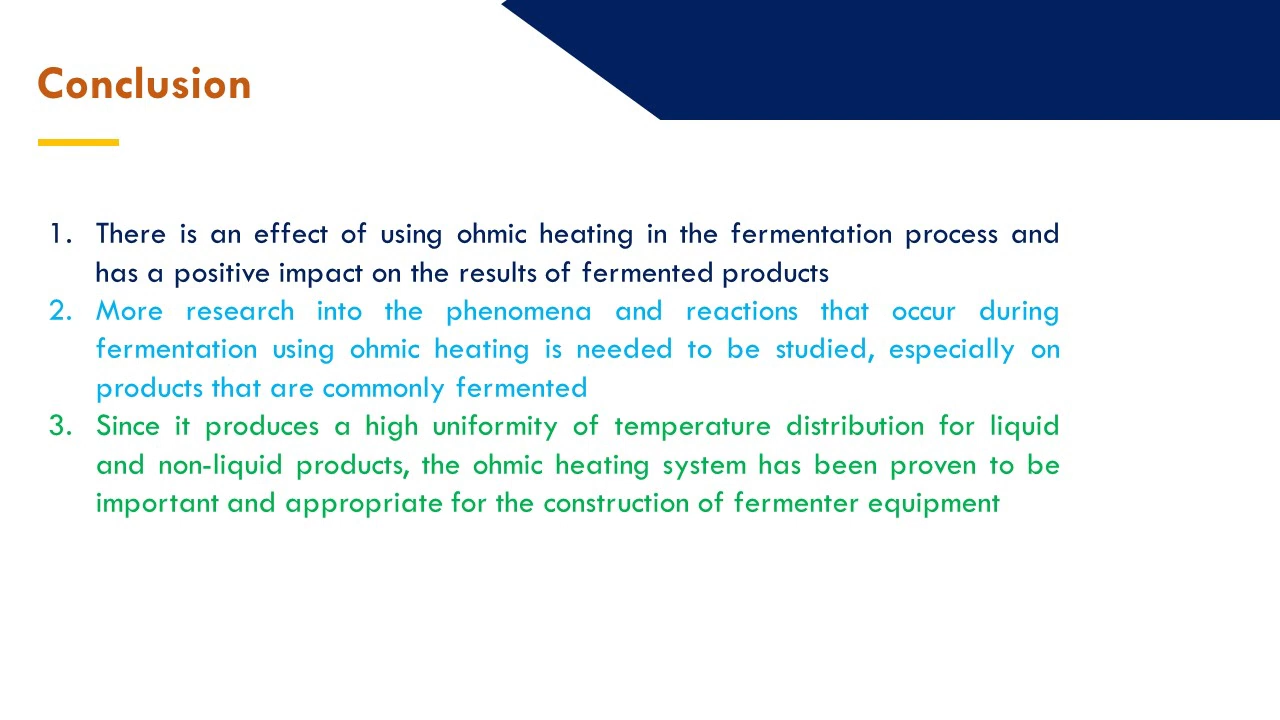 Conclusion
1. There is an effect of using ohmic heating in the fermentation process and
has a positive impact on the results of fermented products
2. More research into the phenomena and reactions that occur during
fermentation using ohmic heating is needed to be studied, especially on
products that are commonly fermented
3. Since it produces a high uniformity of temperature distribution for liquid
and non-liquid products, the ohmic heating system has been proven to be
important and appropriate for the construction of fermenter equipment